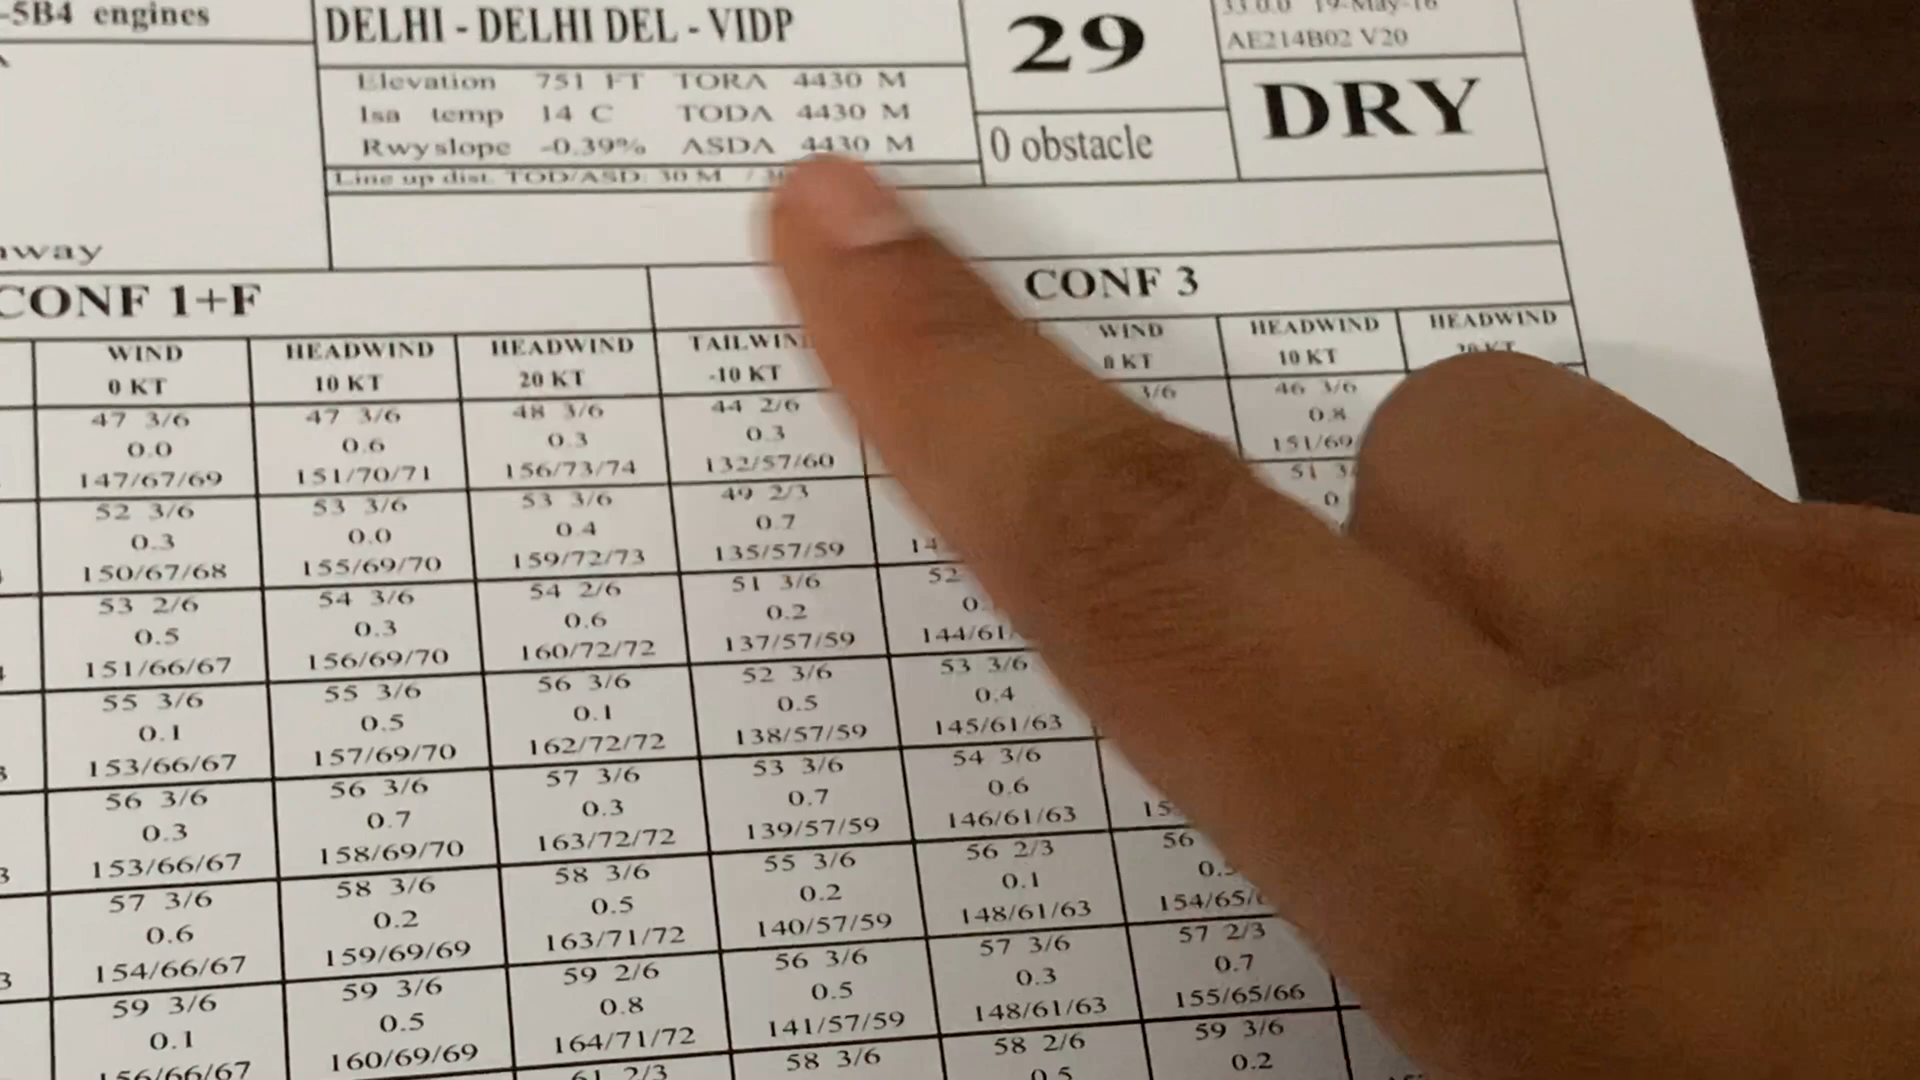 -5B4 engines
DELHI - DELHI DEL - VIDP
29
19-May-16
AE214B02 V20
Elevation 751 FT TORA 4430 M
Isa temp 14 C TODA 4430 M
Rwy slope -0.39% ASDA 4430 M
Line up dist. TOD/ASD: 30 M /
0 obstacle
DRY
CONF 1+F
CONF 3
WIND HEADWIND HEADWIND TAILWIND WIND HEADWIND HEADWIND
0 KT 10 KT 20 KT -10 KT 0 KT 10 KT 20 KT
47 3/6 47 3/6 48 3/6 44 2/6 3/6 46 3/6
0.0 0.6 0.3 0.3 0.8
147/67/69 151/70/71 156/73/74 132/57/60 151/69
52 3/6 53 3/6 53 3/6 49 2/3 51
0.3 0.0 0.4 0.7
150/67/68 155/69/70 159/72/73 135/57/59
53 2/6 54 3/6 54 2/6 51 3/6 52
0.5 0.3 0.6 0.2
151/66/67 156/69/70 160/72/72 137/57/59 144/61/
55 3/6 55 3/6 56 3/6 52 3/6 53 3/6
0.1 0.5 0.1 0.5 0.4
153/66/67 157/69/70 162/72/72 138/57/59 145/61/63
56 3/6 56 3/6 57 3/6 53 3/6 54 3/6
0.3 0.7 0.3 0.7 0.6
153/66/67 158/69/70 163/72/72 139/57/59 146/61/63
57 3/6 58 3/6 58 3/6 55 3/6 56 2/3 56
0.6 0.2 0.5 0.2 0.1
154/66/67 159/69/69 163/71/72 140/57/59 148/61/63 154/65/
59 3/6 59 3/6 59 2/6 56 3/6 57 3/6 57 2/3
0.1 0.5 0.8 0.5 0.3 0.7
156/66/67 160/69/69 164/71/72 141/57/59 148/61/63 155/65/66
61 2/3 58 3/6 58 2/6 59 3/6
0.5 0.2